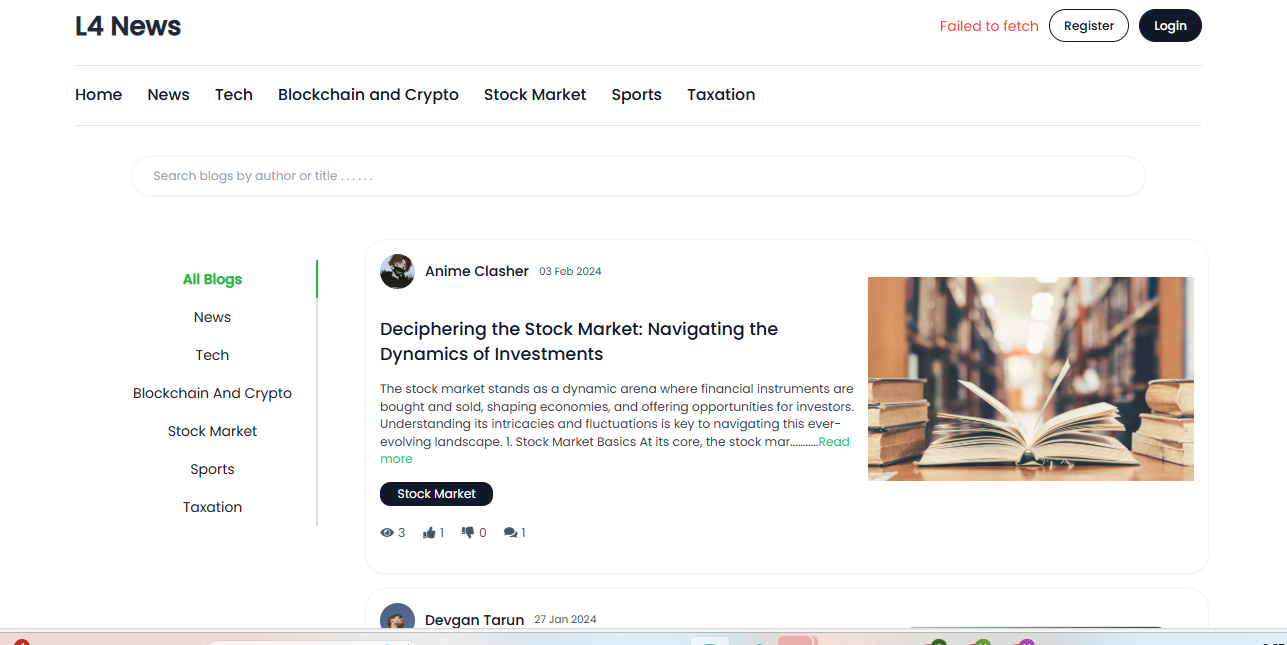 L4 News
Failed to fetch
Register
Login
Home
News
Tech
Blockchain and Crypto
Stock Market
Sports
Taxation
Search blogs by author or title . . . . . .
All Blogs
News
Tech
Blockchain And Crypto
Stock Market
Sports
Taxation
Anime Clasher 03 Feb 2024
Deciphering the Stock Market: Navigating the
Dynamics of Investments
The stock market stands as a dynamic arena where financial instruments are
bought and sold, shaping economies, and offering opportunities for investors.
Understanding its intricacies and fluctuations is key to navigating this ever-
evolving landscape. 1. Stock Market Basics At its core, the stock mar...........Read
more
Stock Market
3 1 0 1
Devgan Tarun 27 Jan 2024